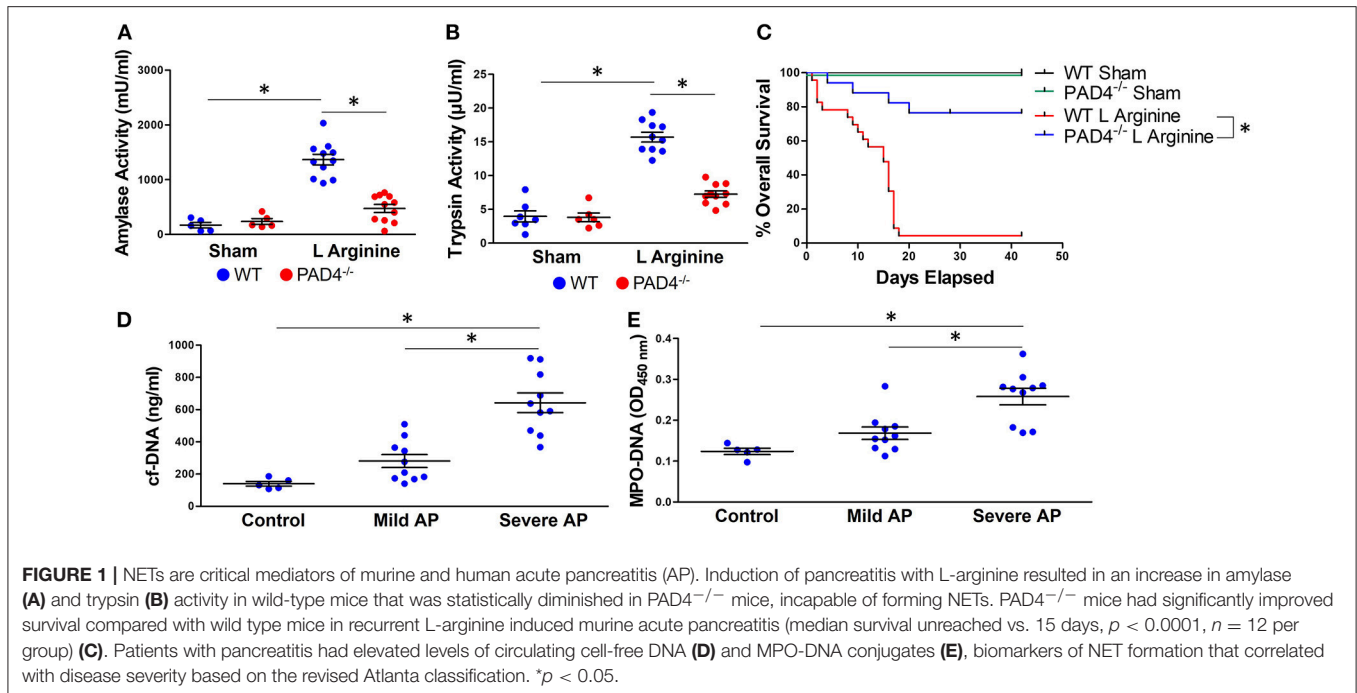 A
Amylase Activity (mU/ml)
3000
2000
1000
0
Sham
L Arginine
WT
PAD4-/-
*
*
B
Trypsin Activity (µU/ml)
25
20
15
10
5
0
Sham
L Arginine
WT
PAD4-/-
*
*
C
% Overall Survival
100
80
60
40
20
0
0
10
20
30
40
50
Days Elapsed
WT Sham
PAD4-/- Sham
WT L Arginine
PAD4-/- L Arginine
*
D
cf-DNA (ng/ml)
1000
800
600
400
200
0
Control
Mild AP
Severe AP
*
*
E
MPO-DNA (OD450 nm)
0.4
0.3
0.2
0.1
0.0
Control
Mild AP
Severe AP
*
*
FIGURE 1 | NETs are critical mediators of murine and human acute pancreatitis (AP). Induction of pancreatitis with L-arginine resulted in an increase in amylase
(A) and trypsin (B) activity in wild-type mice that was statistically diminished in PAD4−/− mice, incapable of forming NETs. PAD4−/− mice had significantly improved
survival compared with wild type mice in recurrent L-arginine induced murine acute pancreatitis (median survival unreached vs. 15 days, p < 0.0001, n = 12 per
group) (C). Patients with pancreatitis had elevated levels of circulating cell-free DNA (D) and MPO-DNA conjugates (E), biomarkers of NET formation that correlated
with disease severity based on the revised Atlanta classification. *p < 0.05.